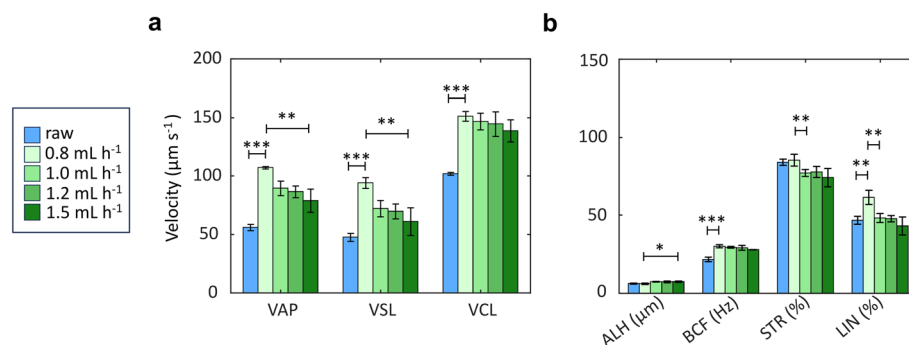 a
b
raw
0.8 mL h⁻¹
1.0 mL h⁻¹
1.2 mL h⁻¹
1.5 mL h⁻¹
Velocity (μm s⁻¹)
200
150
100
50
0
***
**
***
**
***
VAP
VSL
VCL
150
100
50
0
*
***
**
**
**
ALH (μm)
BCF (Hz)
STR (%)
LIN (%)